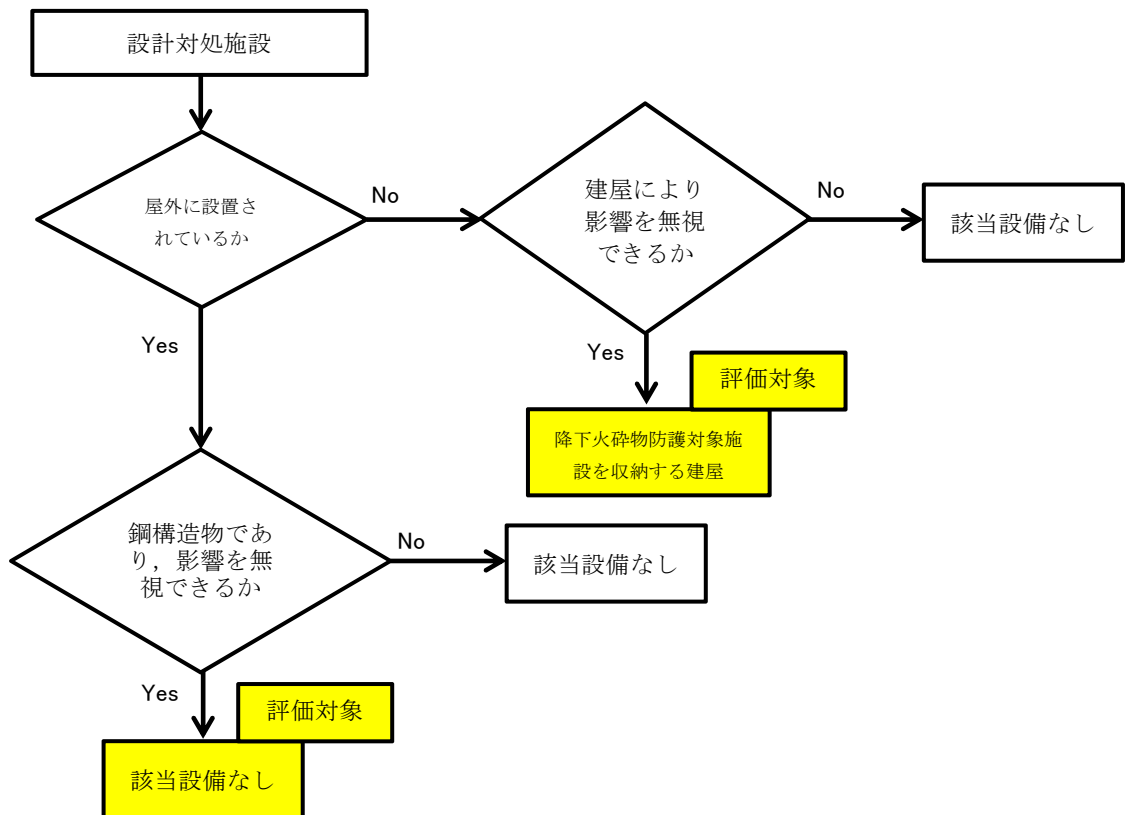 設計対処施設
屋外に設置さ
れているか
No
建屋により
影響を無視
できるか
No
該当設備なし
Yes
Yes
評価対象
降下火砕物防護対象施
設を収納する建屋
鋼構造物であ
り，影響を無
視できるか
No
該当設備なし
Yes
評価対象
該当設備なし